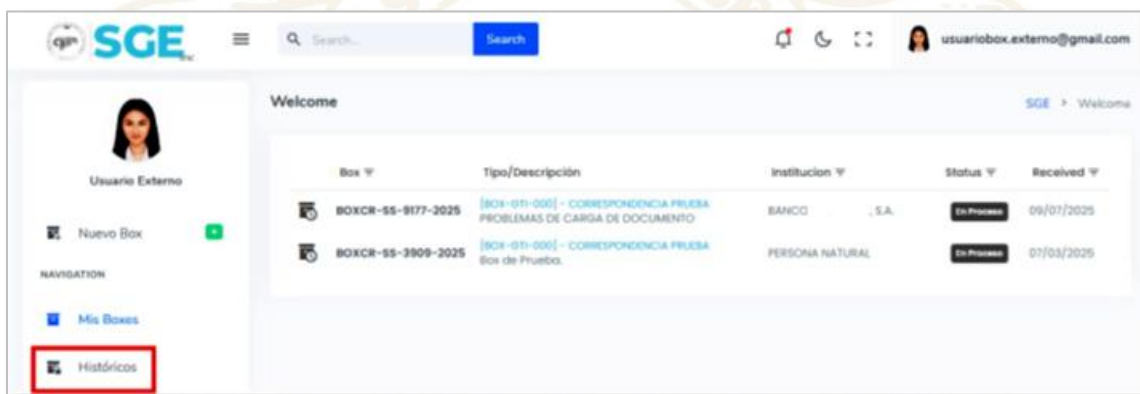 SGE
Search...
Search
usuariobox.externo@gmail.com
Usuario Externo
Nuevo Box
NAVIGATION
Mis Boxes
Históricos
Welcome
SGE > Welcome
Box Tipo/Descripción Institucion Status Received
BOXCR-SS-9177-2025 [BOX-OTI-000] - CORRESPONDENCIA PRUEBA BANCO , S.A. En Proceso 09/07/2025
PROBLEMAS DE CARGA DE DOCUMENTO
BOXCR-SS-3909-2025 [BOX-OTI-000] - CORRESPONDENCIA PRUEBA PERSONA NATURAL En Proceso 07/03/2025
Box de Prueba.